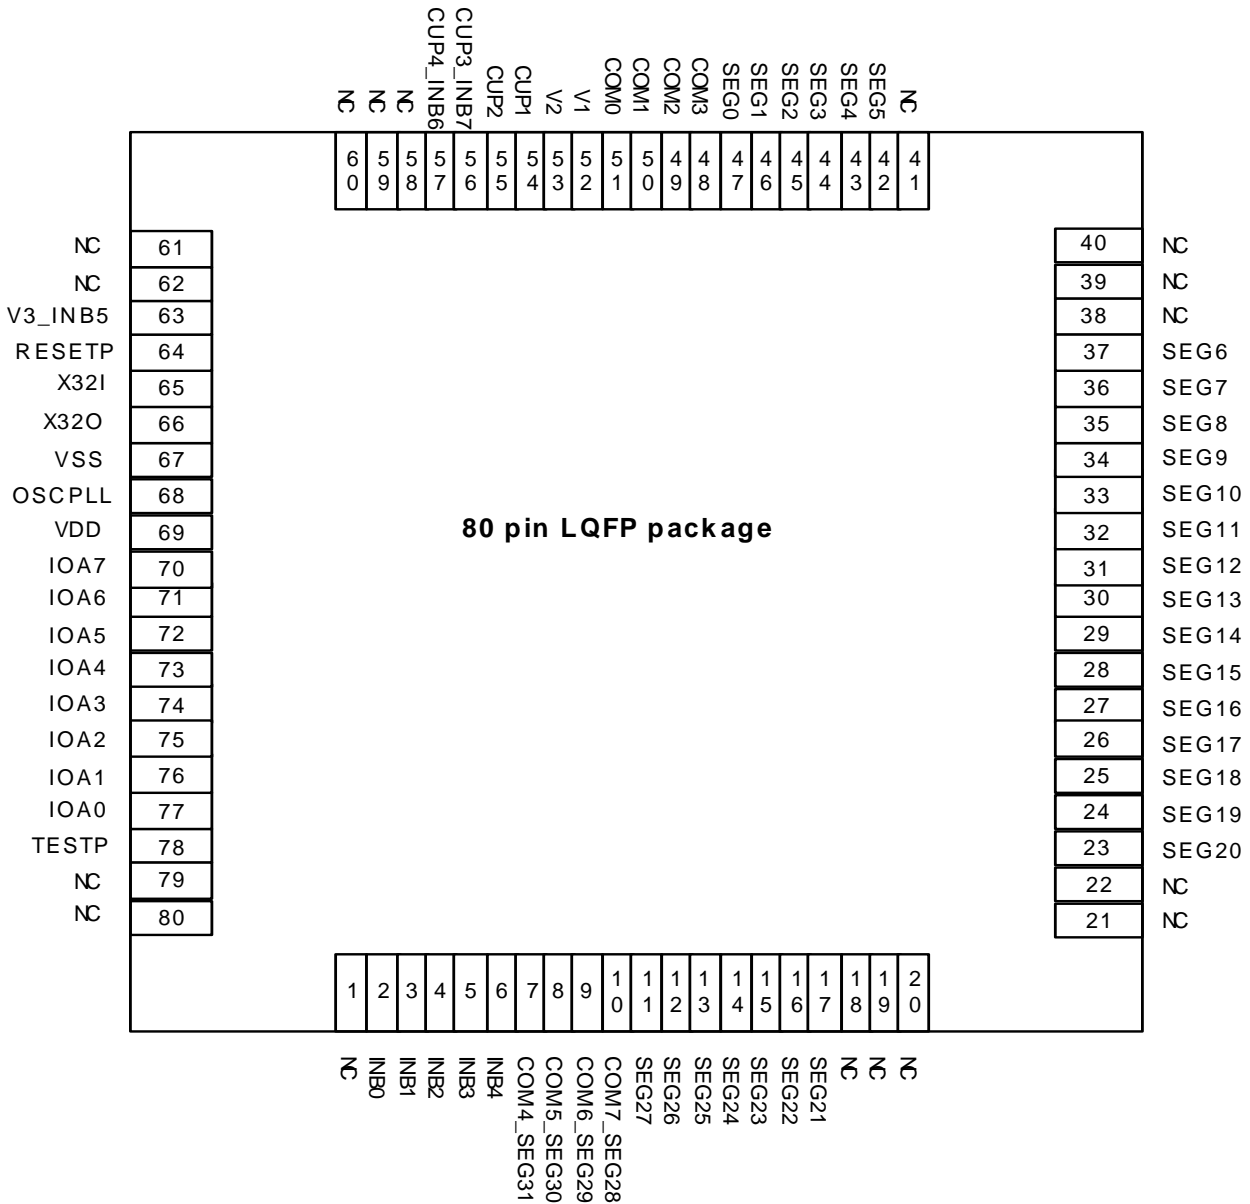 NC
NC
NC
CUP4_INB6
CUP3_INB7
CUP2
CUP1
V2
V1
COM0
COM1
COM2
COM3
SEG0
SEG1
SEG2
SEG3
SEG4
SEG5
NC
60
59
58
57
56
55
54
53
52
51
50
49
48
47
46
45
44
43
42
41
NC 61
NC 62
V3_INB5 63
RESETP 64
X32I 65
X32O 66
VSS 67
OSCPLL 68
VDD 69
IOA7 70
IOA6 71
IOA5 72
IOA4 73
IOA3 74
IOA2 75
IOA1 76
IOA0 77
TESTP 78
NC 79
NC 80
80 pin LQFP package
40 NC
39 NC
38 NC
37 SEG6
36 SEG7
35 SEG8
34 SEG9
33 SEG10
32 SEG11
31 SEG12
30 SEG13
29 SEG14
28 SEG15
27 SEG16
26 SEG17
25 SEG18
24 SEG19
23 SEG20
22 NC
21 NC
1
2
3
4
5
6
7
8
9
10
11
12
13
14
15
16
17
18
19
20
NC
INB0
INB1
INB2
INB3
INB4
COM4_SEG31
COM5_SEG30
COM6_SEG29
COM7_SEG28
SEG27
SEG26
SEG25
SEG24
SEG23
SEG22
SEG21
NC
NC
NC